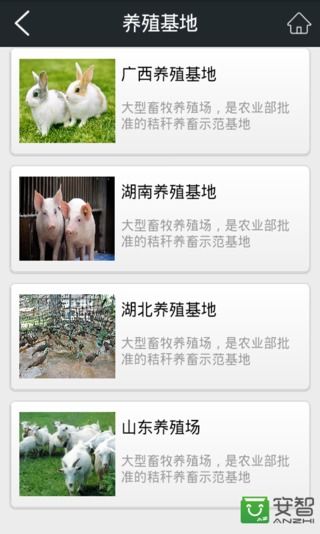 养殖基地
广西养殖基地
大型畜牧养殖场，是农业部批
准的秸秆养畜示范基地
湖南养殖基地
大型畜牧养殖场，是农业部批
准的秸秆养畜示范基地
湖北养殖基地
大型畜牧养殖场，是农业部批
准的秸秆养畜示范基地
山东养殖场
大型畜牧养殖场，是农业部批
准的秸秆养畜示范基地
安智
ANZHI